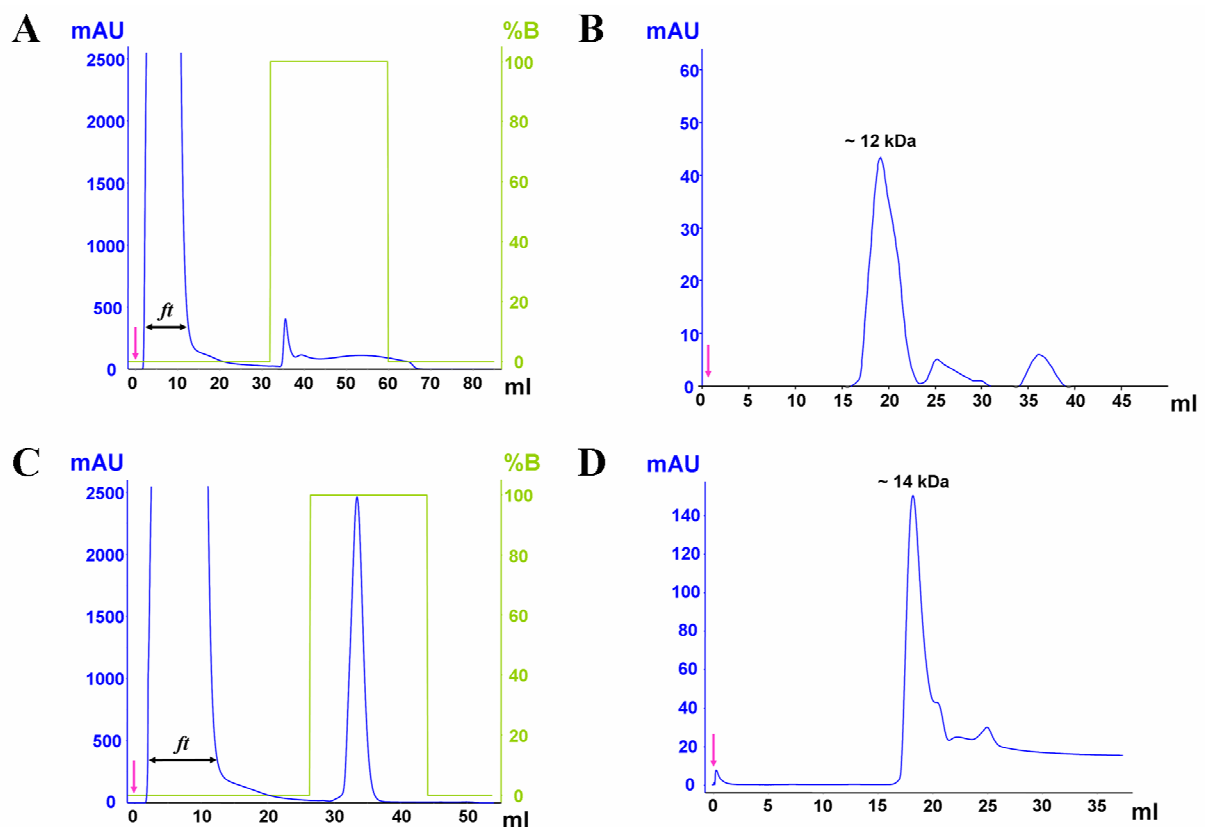 A
mAU
%B
2500
2000
1500
1000
500
0
100
80
60
40
20
0
ft
0 10 20 30 40 50 60 70 80 ml
B
mAU
60
50
40
30
20
10
0
~ 12 kDa
0 5 10 15 20 25 30 35 40 45 ml
C
mAU
%B
2500
2000
1500
1000
500
0
100
80
60
40
20
0
ft
0 10 20 30 40 50 ml
D
mAU
140
120
100
80
60
40
20
0
~ 14 kDa
0 5 10 15 20 25 30 35 ml